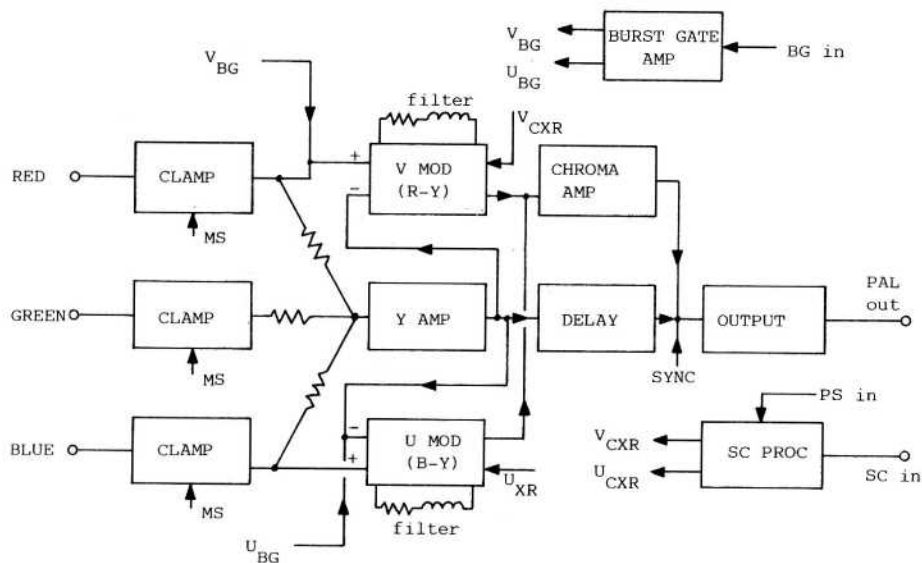 V BG
U BG
BURST GATE
AMP
BG in
V BG
filter
V CXR
RED
CLAMP
MS
+
−
V MOD
(R-Y)
CHROMA
AMP
GREEN
CLAMP
MS
Y AMP
DELAY
SYNC
OUTPUT
PAL
out
BLUE
CLAMP
MS
−
+
U MOD
(B-Y)
U XR
filter
U BG
PS in
V CXR
U CXR
SC PROC
SC in